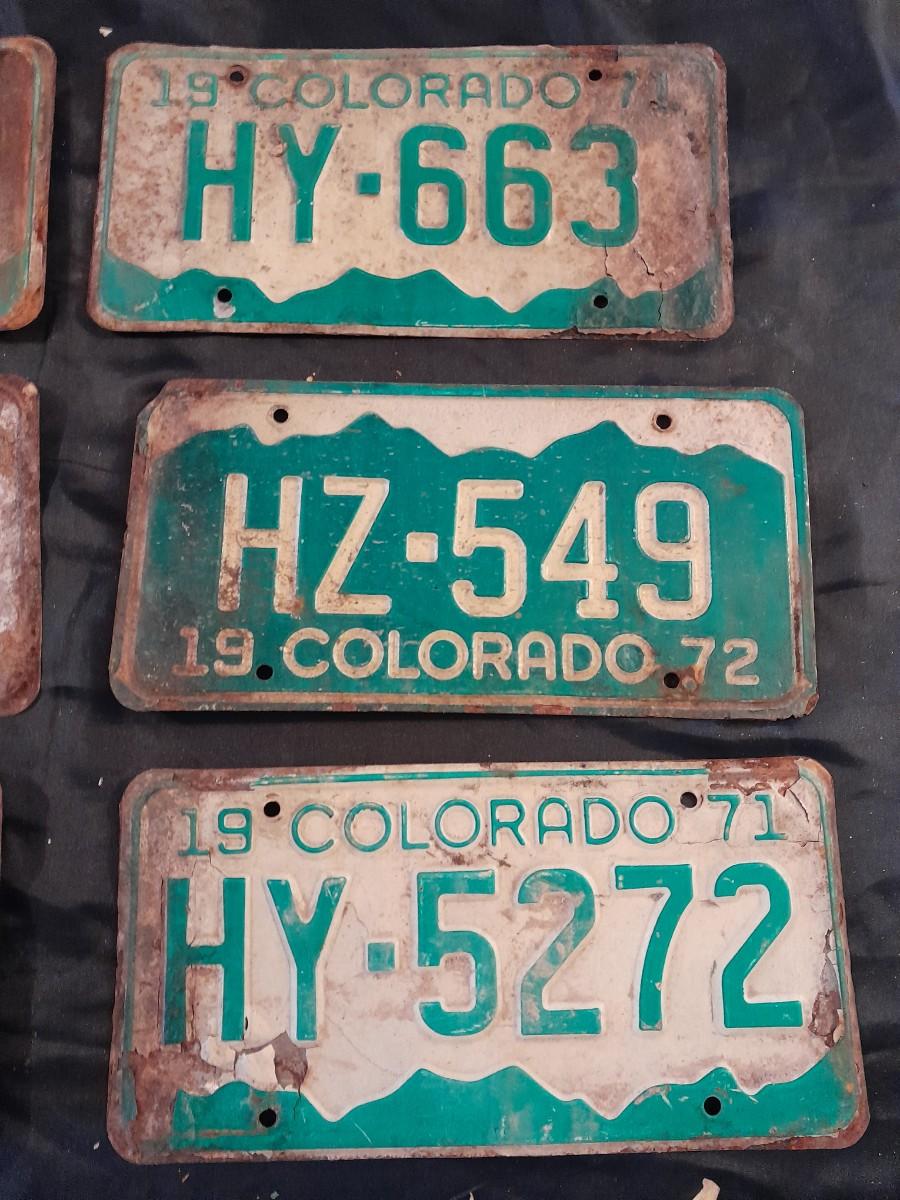 19 COLORADO 71
HY·663
HZ·549
19 COLORADO 72
19 COLORADO 71
HY·5272